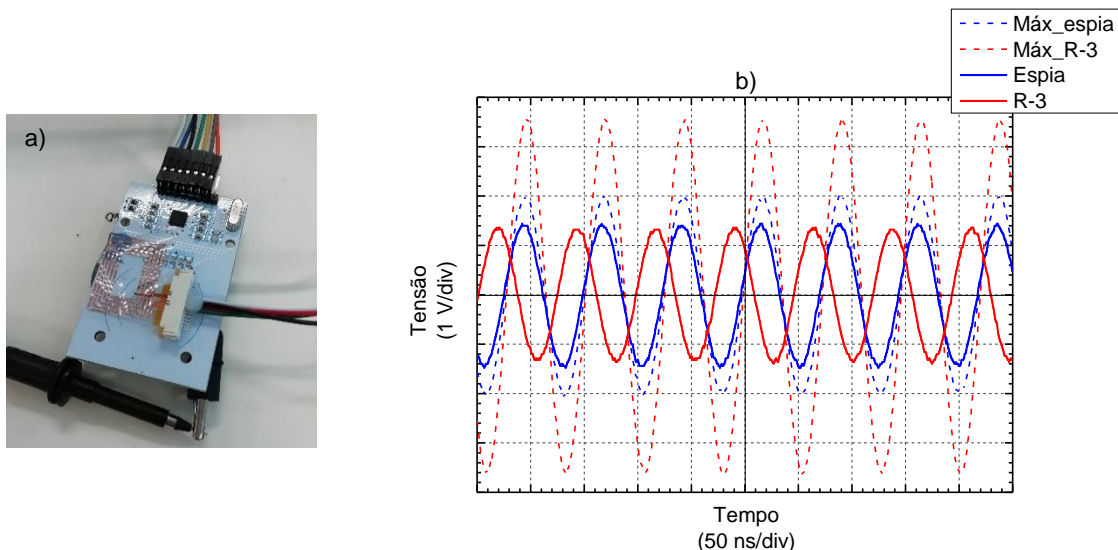 a)
b)
Máx_espia
Máx_R-3
Espia
R-3
Tensão
(1 V/div)
Tempo
(50 ns/div)